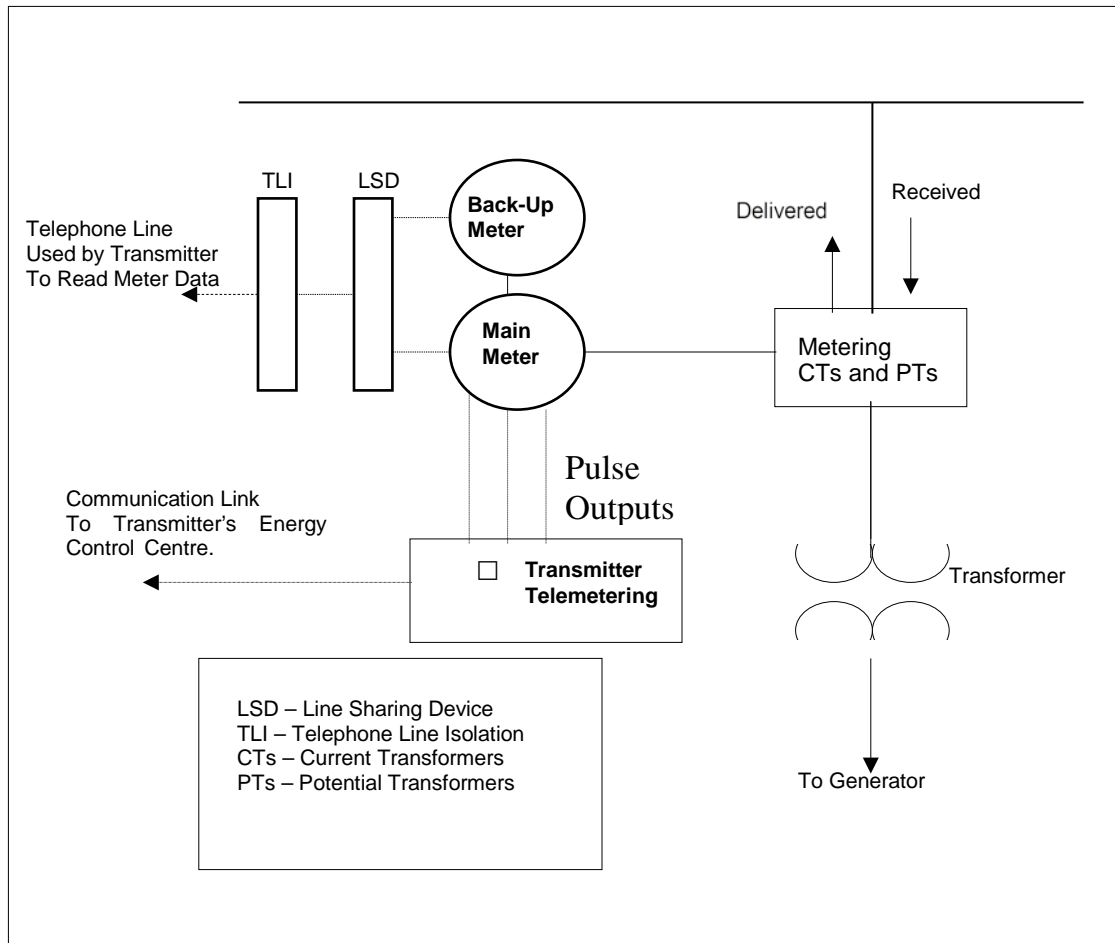 TLI
LSD
Back-Up
Meter
Received
Delivered
Telephone Line
Used by Transmitter
To Read Meter Data
Main
Meter
Metering
CTs and PTs
Pulse
Outputs
Communication Link
To Transmitter's Energy
Control Centre.
Transmitter
Telemetering
Transformer
LSD – Line Sharing Device
TLI – Telephone Line Isolation
CTs – Current Transformers
PTs – Potential Transformers
To Generator